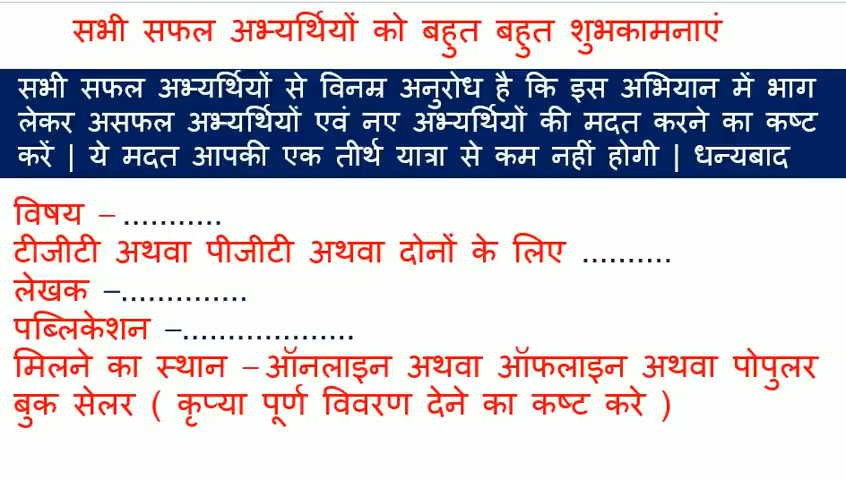 सभी सफल अभ्यर्थियों को बहुत बहुत शुभकामनाएं
सभी सफल अभ्यर्थियों से विनम्र अनुरोध है कि इस अभियान में भाग
लेकर असफल अभ्यर्थियों एवं नए अभ्यर्थियों की मदत करने का कष्ट
करें | ये मदत आपकी एक तीर्थ यात्रा से कम नहीं होगी | धन्यबाद
विषय – ...........
टीजीटी अथवा पीजीटी अथवा दोनों के लिए ..........
लेखक –..............
पब्लिकेशन –...................
मिलने का स्थान – ऑनलाइन अथवा ऑफलाइन अथवा पोपुलर
बुक सेलर ( कृप्या पूर्ण विवरण देने का कष्ट करे )